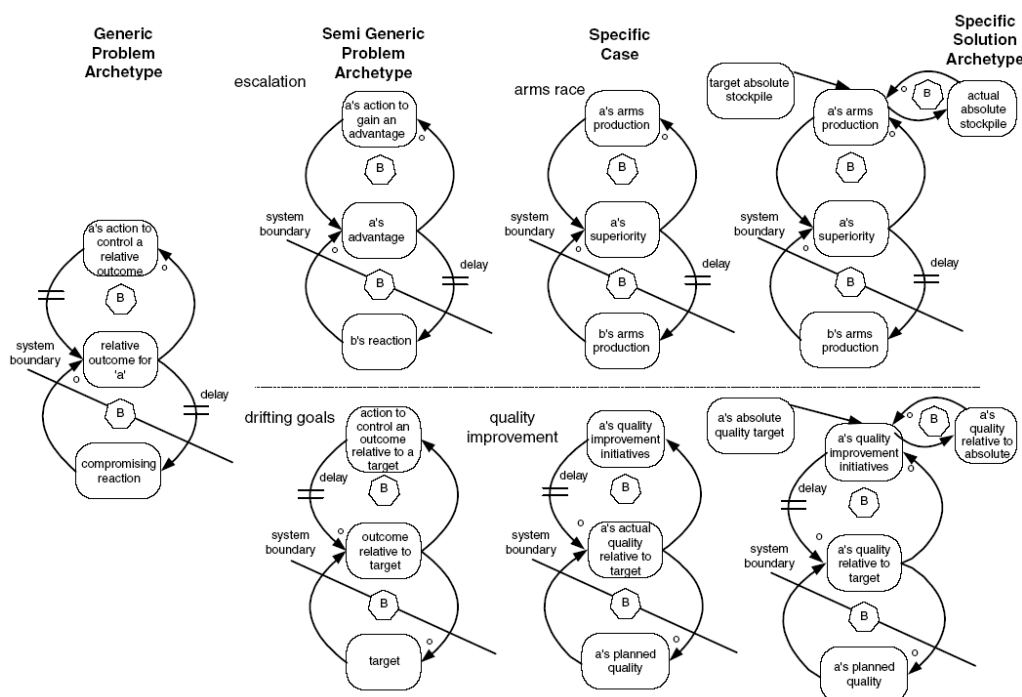 Generic
Problem
Archetype
a's action to
control a
relative
outcome
o
B
relative
outcome for
'a'
system
boundary
o
delay
B
compromising
reaction
Semi Generic
Problem
Archetype
escalation
a's action to
gain an
advantage
o
B
system
boundary
a's
advantage
o
delay
B
b's reaction
Specific
Case
arms race
a's arms
production
o
B
system
boundary
a's
superiority
o
delay
B
b's arms
production
Specific
Solution
Archetype
target absolute
stockpile
o
B
actual
absolute
stockpile
a's arms
production
o
B
system
boundary
a's
superiority
o
delay
B
b's arms
production
drifting goals
action to
control an
outcome
relative to a
target
delay
B
o
system
boundary
outcome
relative to
target
B
o
target
quality
improvement
a's quality
improvement
initiatives
delay
B
o
system
boundary
a's actual
quality
relative to
target
B
o
a's planned
quality
a's absolute
quality target
o
B
a's
quality
relative to
absolute
a's quality
improvement
initiatives
o
delay
B
o
system
boundary
a's quality
relative to
target
B
o
a's planned
quality